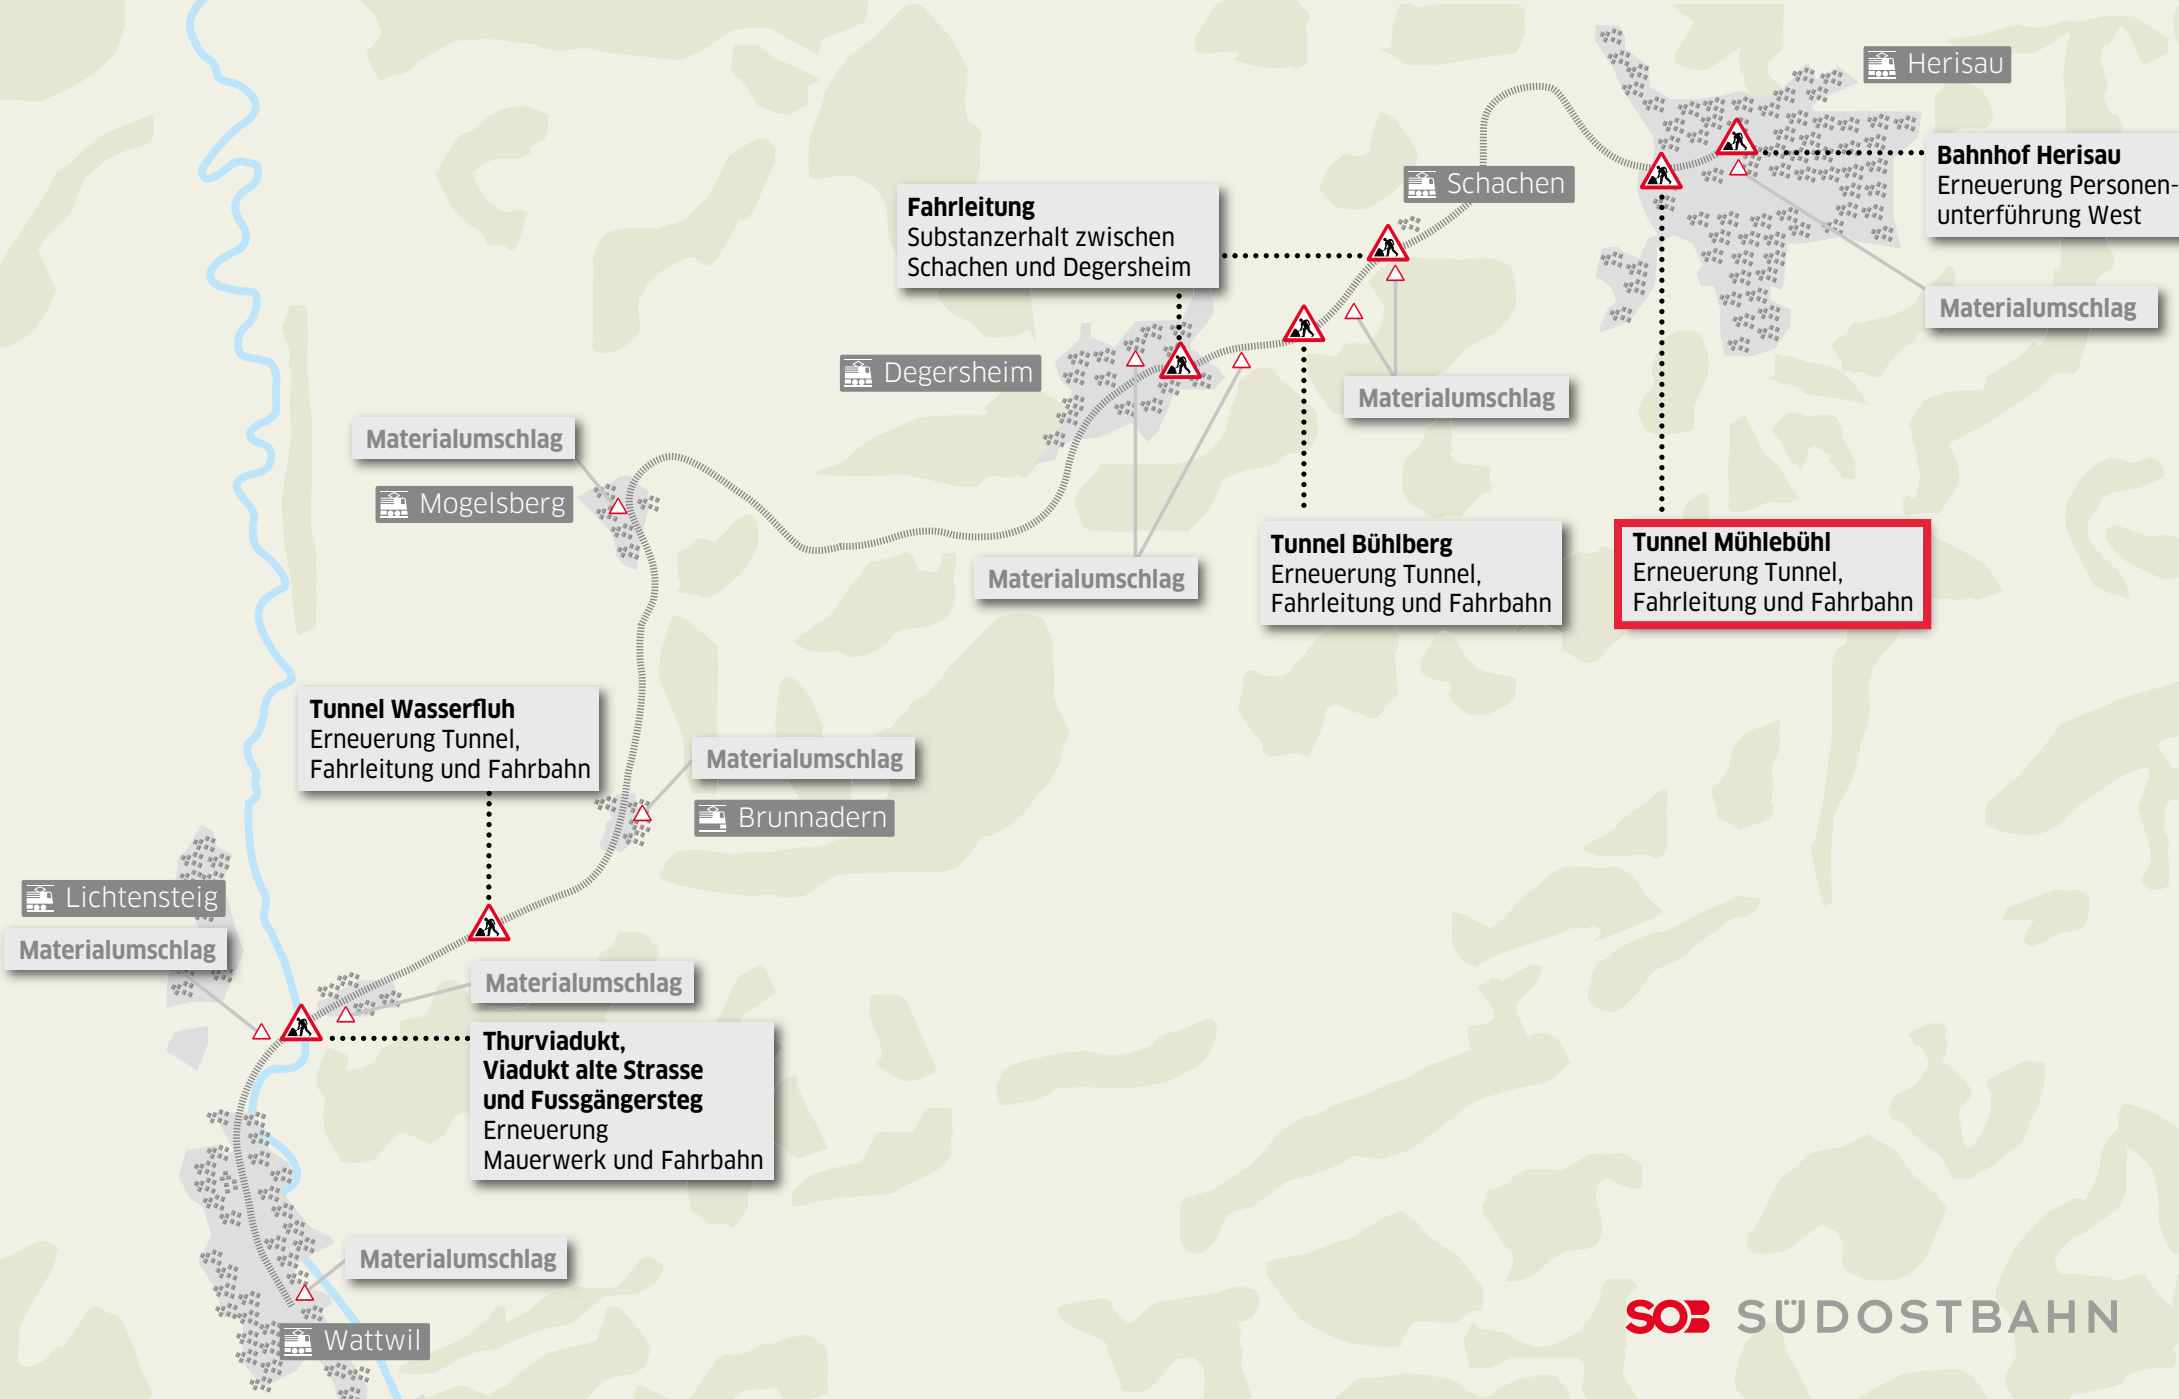 Herisau
Bahnhof Herisau
Erneuerung Personen-
unterführung West
Materialumschlag
Schachen
Fahrleitung
Substanzerhalt zwischen
Schachen und Degersheim
Degersheim
Materialumschlag
Materialumschlag
Mogelsberg
Materialumschlag
Tunnel Bühlberg
Erneuerung Tunnel,
Fahrleitung und Fahrbahn
Tunnel Mühlebühl
Erneuerung Tunnel,
Fahrleitung und Fahrbahn
Tunnel Wasserfluh
Erneuerung Tunnel,
Fahrleitung und Fahrbahn
Materialumschlag
Brunnadern
Lichtensteig
Materialumschlag
Materialumschlag
Thurviadukt,
Viadukt alte Strasse
und Fussgängersteg
Erneuerung
Mauerwerk und Fahrbahn
Materialumschlag
Wattwil
SOB SÜDOSTBAHN